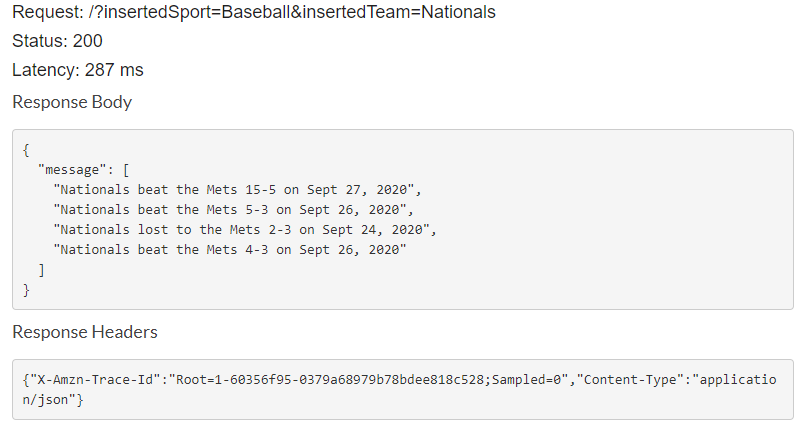 Request: /?insertedSport=Baseball&insertedTeam=Nationals
Status: 200
Latency: 287 ms
Response Body
{
"message": [
"Nationals beat the Mets 15-5 on Sept 27, 2020",
"Nationals beat the Mets 5-3 on Sept 26, 2020",
"Nationals lost to the Mets 2-3 on Sept 24, 2020",
"Nationals beat the Mets 4-3 on Sept 26, 2020"
]
}
Response Headers
{"X-Amzn-Trace-Id":"Root=1-60356f95-0379a68979b78bdee818c528;Sampled=0","Content-Type":"applicatio
n/json"}